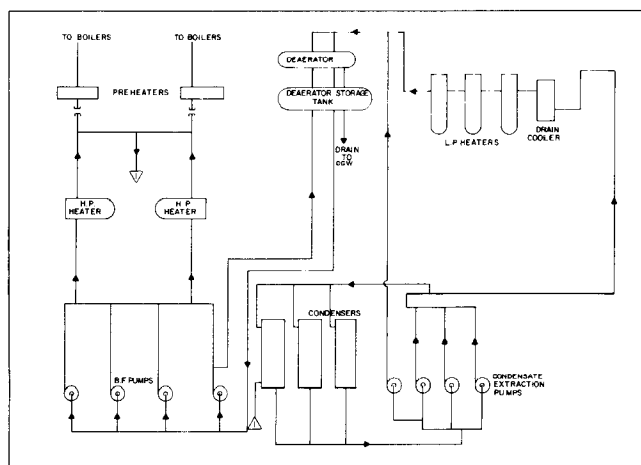 TO BOILERS
TO BOILERS
PREHEATERS
DEAERATOR
DEAERATOR STORAGE
TANK
DRAIN
TO
L.P HEATERS
DRAIN
COOLER
H.P.
HEATER
H P
HEATER
CONDENSERS
B.F PUMPS
CONDENSATE
EXTRACTION
PUMPS